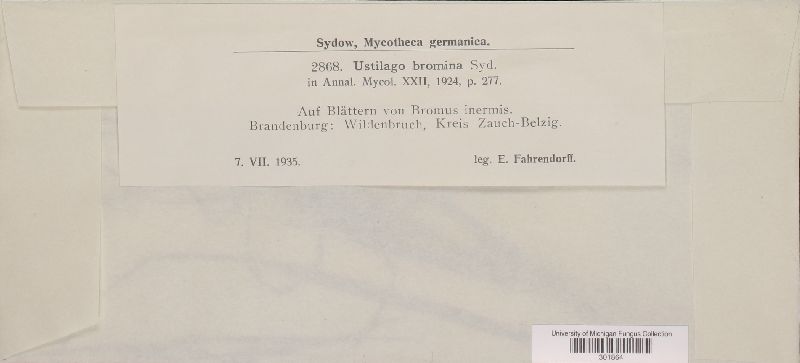 Sydow, Mycotheca germanica.
2868. Ustilago bromina Syd.
in Annal. Mycol. XXII, 1924, p. 277.
Auf Blättern von Bromus inermis.
Brandenburg: Wildenbruch, Kreis Zauch-Belzig.
7. VII. 1935. leg. E. Fahrendorff.
University of Michigan Fungus Collection